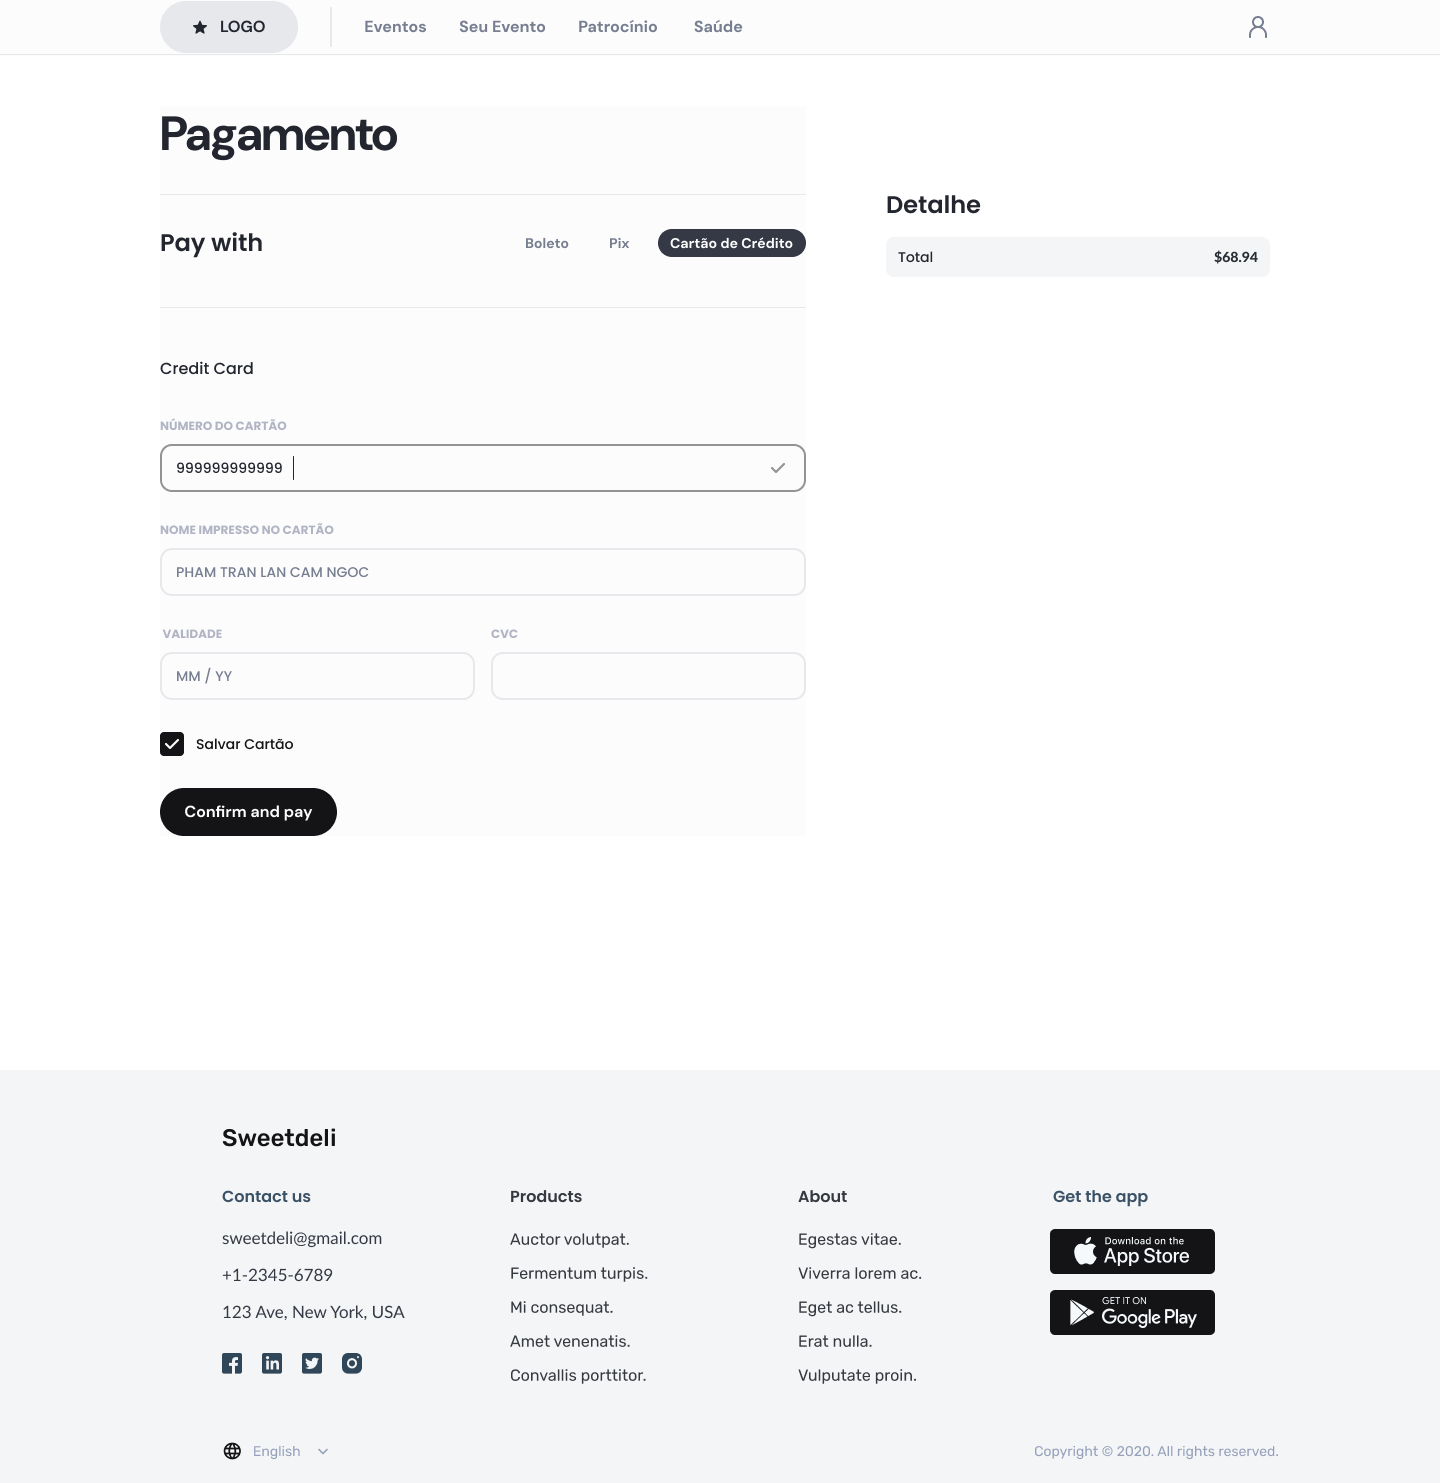 LOGO
Eventos
Seu Evento
Patrocínio
Saúde
Pagamento
Pay with
Boleto
Pix
Cartão de Crédito
Credit Card
NÚMERO DO CARTÃO
999999999999
NOME IMPRESSO NO CARTÃO
PHAM TRAN LAN CAM NGOC
VALIDADE
CVC
MM / YY
Salvar Cartão
Confirm and pay
Detalhe
Total
$68.94
Sweetdeli
Contact us
sweetdeli@gmail.com
+1-2345-6789
123 Ave, New York, USA
Products
Auctor volutpat.
Fermentum turpis.
Mi consequat.
Amet venenatis.
Convallis porttitor.
About
Egestas vitae.
Viverra lorem ac.
Eget ac tellus.
Erat nulla.
Vulputate proin.
Get the app
Download on the
App Store
GET IT ON
Google Play
English
Copyright © 2020. All rights reserved.